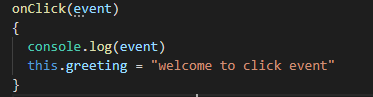 onClick(event)
{
  console.log(event)
  this.greeting = "welcome to click event"
}